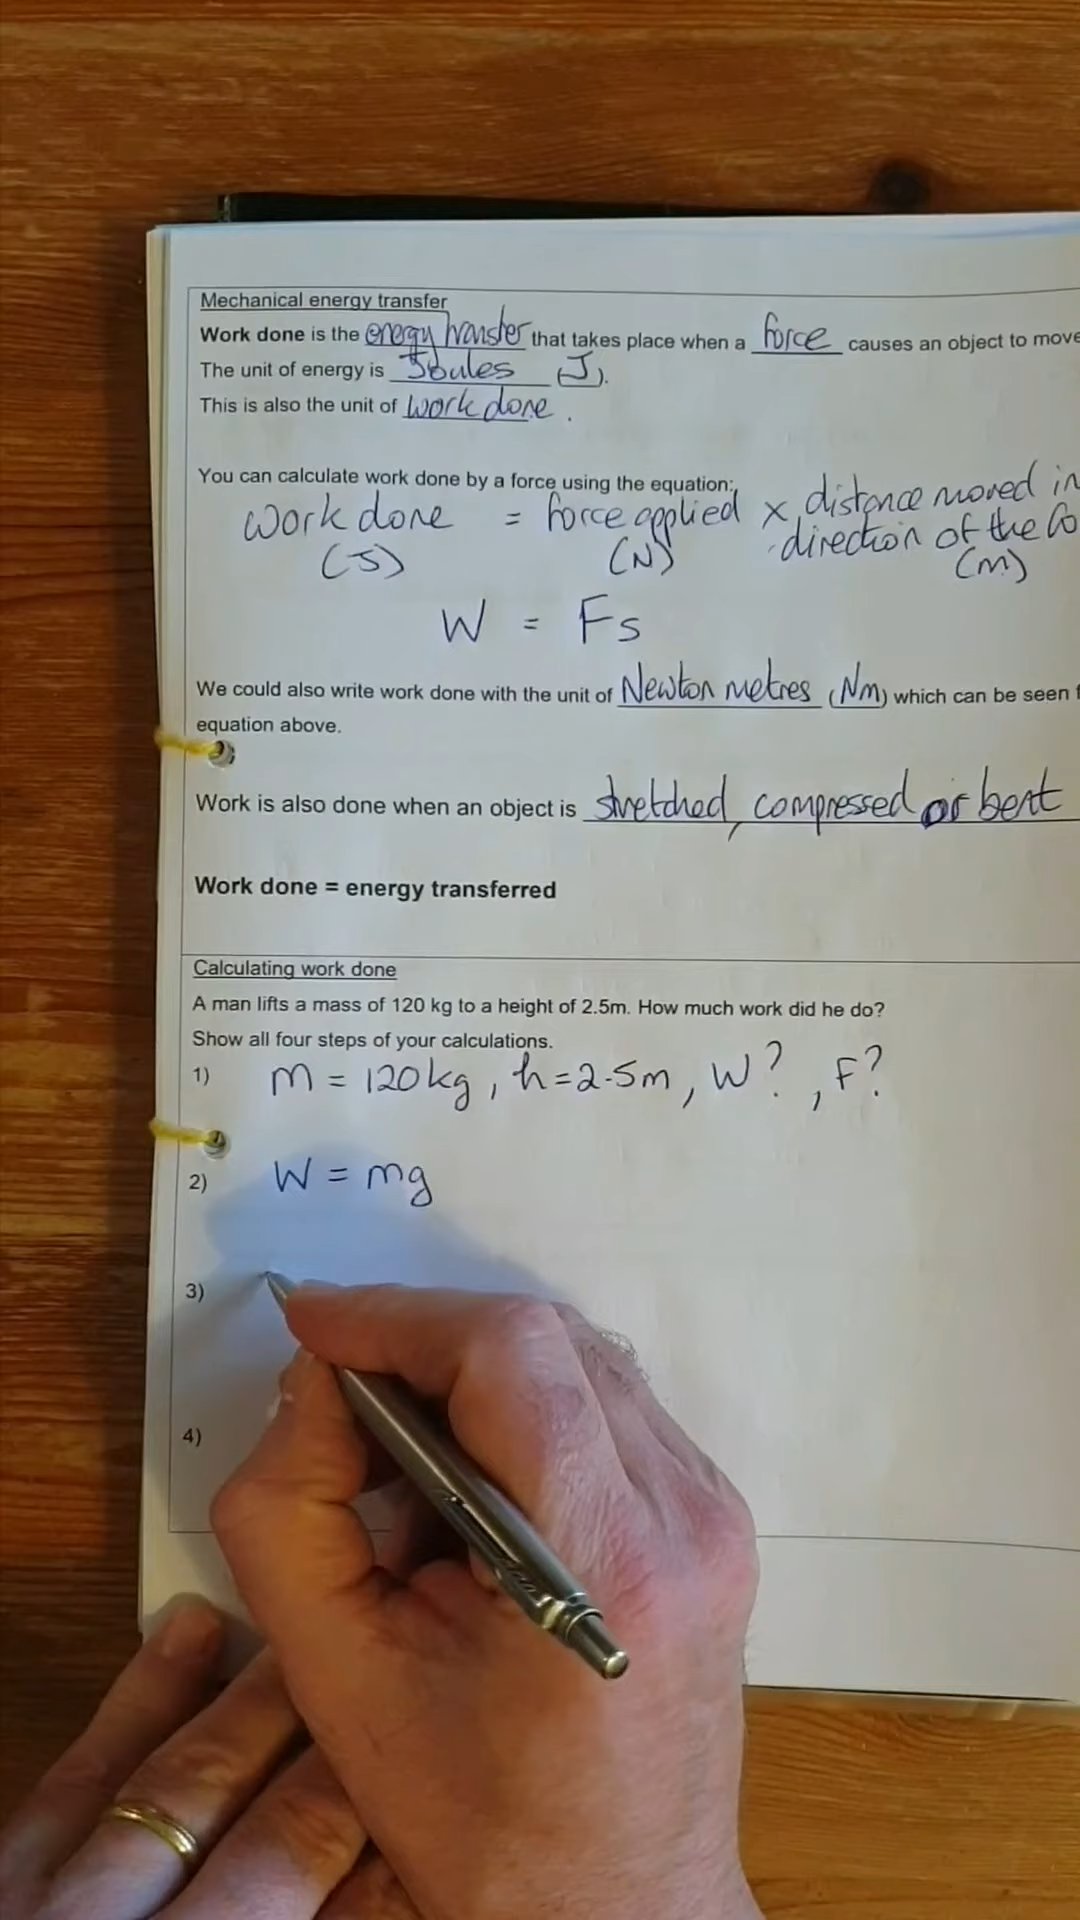 Mechanical energy transfer
Work done is the energy transfer that takes place when a force causes an object to move
The unit of energy is Joules (J).
This is also the unit of work done.
You can calculate work done by a force using the equation:
work done = force applied x distance moved in
direction of the
(J) (N) (m)
W = Fs
We could also write work done with the unit of Newton metres (Nm) which can be seen
equation above.
Work is also done when an object is stretched, compressed or bent
Work done = energy transferred
Calculating work done
A man lifts a mass of 120 kg to a height of 2.5m. How much work did he do?
Show all four steps of your calculations.
1) m = 120kg, h=2.5m, W?, F?
2) W = mg
3)
4)